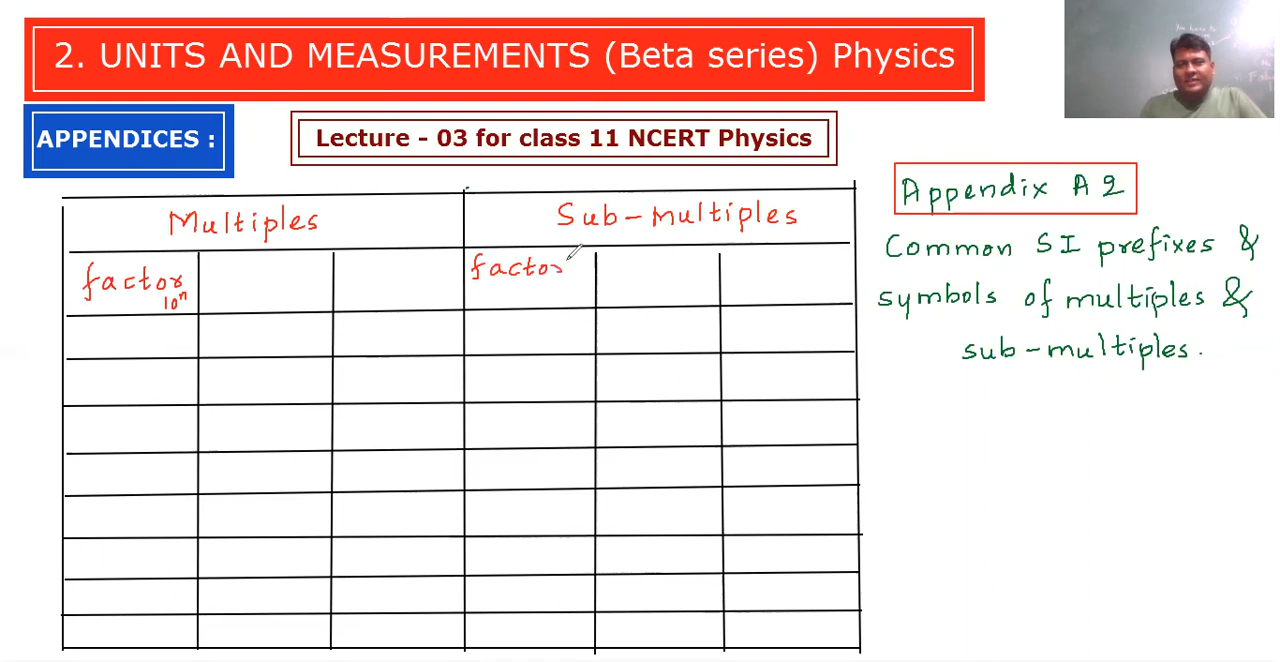 2. UNITS AND MEASUREMENTS (Beta series) Physics
APPENDICES :
Lecture - 03 for class 11 NCERT Physics
Appendix A2
Common SI prefixes &
symbols of multiples &
sub-multiples.
Multiples
Sub-multiples
factor
10ⁿ
factor